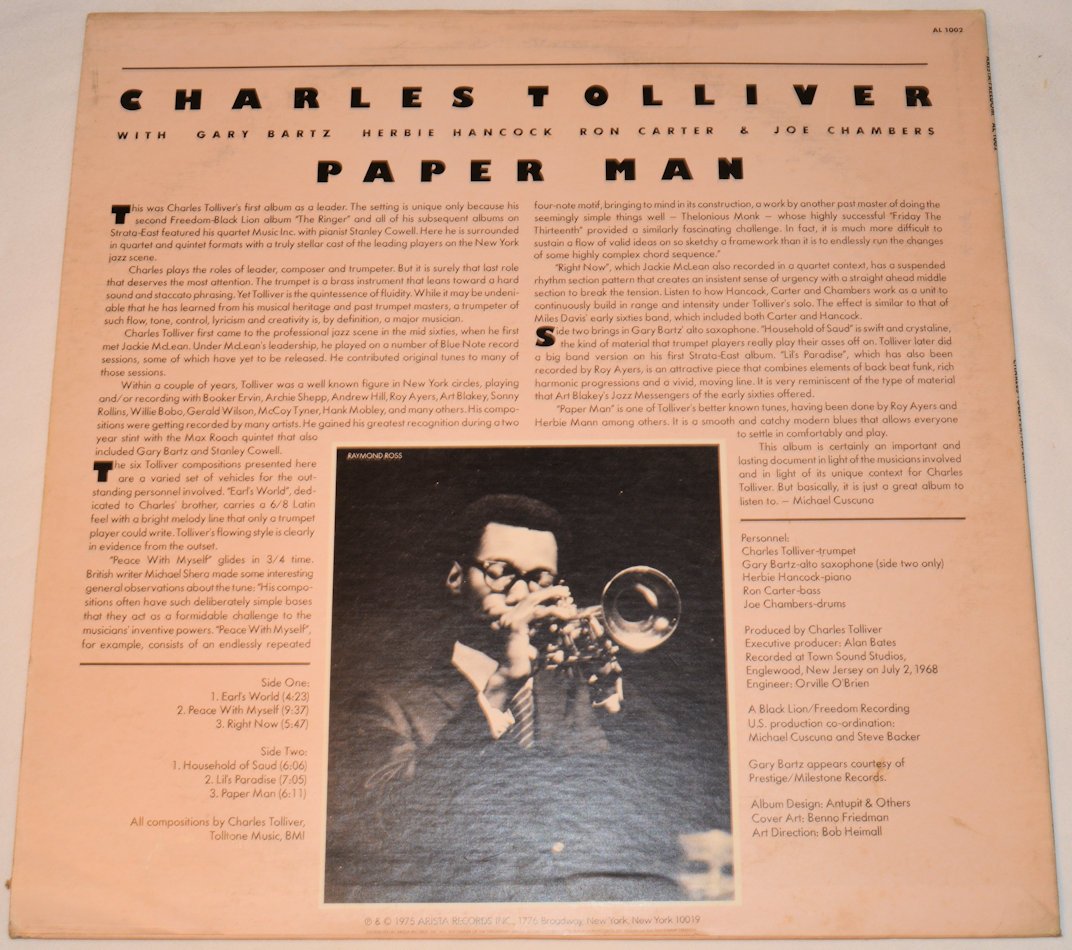 AL 1002
CHARLES TOLLIVER
WITH GARY BARTZ HERBIE HANCOCK RON CARTER & JOE CHAMBERS
PAPER MAN
This was Charles Tolliver's first album as a leader. The setting is unique only because his
second Freedom-Black Lion album "The Ringer" and all of his subsequent albums on
Strata-East featured his quartet Music Inc. with pianist Stanley Cowell. Here he is surrounded
in quartet and quintet formats with a truly stellar cast of the leading players on the New York
jazz scene.
Charles plays the roles of leader, composer and trumpeter. But it is surely that last role
that deserves the most attention. The trumpet is a brass instrument that leans toward a hard
sound and staccato phrasing. Yet Tolliver is the quintessence of fluidity. While it may be undeni-
able that he has learned from his musical heritage and past trumpet masters, a trumpeter of
such flow, tone, control, lyricism and creativity is, by definition, a major musician.
Charles Tolliver first came to the professional jazz scene in the mid sixties, when he first
met Jackie McLean. Under McLean's leadership, he played on a number of Blue Note record
sessions, some of which have yet to be released. He contributed original tunes to many of
those sessions.
Within a couple of years, Tolliver was a well known figure in New York circles, playing
and/or recording with Booker Ervin, Archie Shepp, Andrew Hill, Roy Ayers, Art Blakey, Sonny
Rollins, Willie Bobo, Gerald Wilson, McCoy Tyner, Hank Mobley, and many others. His compo-
sitions were getting recorded by many artists. He gained his greatest recognition during a two
year stint with the Max Roach quintet that also
included Gary Bartz and Stanley Cowell.
The six Tolliver compositions presented here
are a varied set of vehicles for the out-
standing personnel involved. "Earl's World", ded-
icated to Charles' brother, carries a 6/8 Latin
feel with a bright melody line that only a trumpet
player could write. Tolliver's flowing style is clearly
in evidence from the outset.
"Peace With Myself" glides in 3/4 time.
British writer Michael Shera made some interesting
general observations about the tune: "His compo-
sitions often have such deliberately simple bases
that they act as a formidable challenge to the
musicians' inventive powers. "Peace With Myself",
for example, consists of an endlessly repeated
four-note motif, bringing to mind in its construction, a work by another past master of doing the
seemingly simple things well — Thelonious Monk — whose highly successful "Friday The
Thirteenth" provided a similarly fascinating challenge. In fact, it is much more difficult to
sustain a flow of valid ideas on so sketchy a framework than it is to endlessly run the changes
of some highly complex chord sequence."
"Right Now", which Jackie McLean also recorded in a quartet context, has a suspended
rhythm section pattern that creates an insistent sense of urgency with a straight ahead middle
section to break the tension. Listen to how Hancock, Carter and Chambers work as a unit to
continuously build in range and intensity under Tolliver's solo. The effect is similar to that of
Miles Davis' early sixties band, which included both Carter and Hancock.
Side two brings in Gary Bartz' alto saxophone. "Household of Saud" is swift and crystaline,
the kind of material that trumpet players really play their asses off on. Tolliver later did
a big band version on his first Strata-East album. "Lil's Paradise", which has also been
recorded by Roy Ayers, is an attractive piece that combines elements of back beat funk, rich
harmonic progressions and a vivid, moving line. It is very reminiscent of the type of material
that Art Blakey's Jazz Messengers of the early sixties offered.
"Paper Man" is one of Tolliver's better known tunes, having been done by Roy Ayers and
Herbie Mann among others. It is a smooth and catchy modern blues that allows everyone
to settle in comfortably and play.
This album is certainly an important and
lasting document in light of the musicians involved
and in light of its unique context for Charles
Tolliver. But basically, it is just a great album to
listen to. — Michael Cuscuna
RAYMOND ROSS
Side One:
1. Earl's World (4:23)
2. Peace With Myself (9:37)
3. Right Now (5:47)
Side Two:
1. Household of Saud (6:06)
2. Lil's Paradise (7:05)
3. Paper Man (6:11)
All compositions by Charles Tolliver,
Tolltone Music, BMI
Personnel:
Charles Tolliver-trumpet
Gary Bartz-alto saxophone (side two only)
Herbie Hancock-piano
Ron Carter-bass
Joe Chambers-drums
Produced by Charles Tolliver
Executive producer: Alan Bates
Recorded at Town Sound Studios,
Englewood, New Jersey on July 2, 1968
Engineer: Orville O'Brien
A Black Lion/Freedom Recording
U.S. production co-ordination:
Michael Cuscuna and Steve Backer
Gary Bartz appears courtesy of
Prestige/Milestone Records.
Album Design: Antupit & Others
Cover Art: Benno Friedman
Art Direction: Bob Heimall
℗ & © 1975 ARISTA RECORDS INC., 1776 Broadway, New York, New York 10019